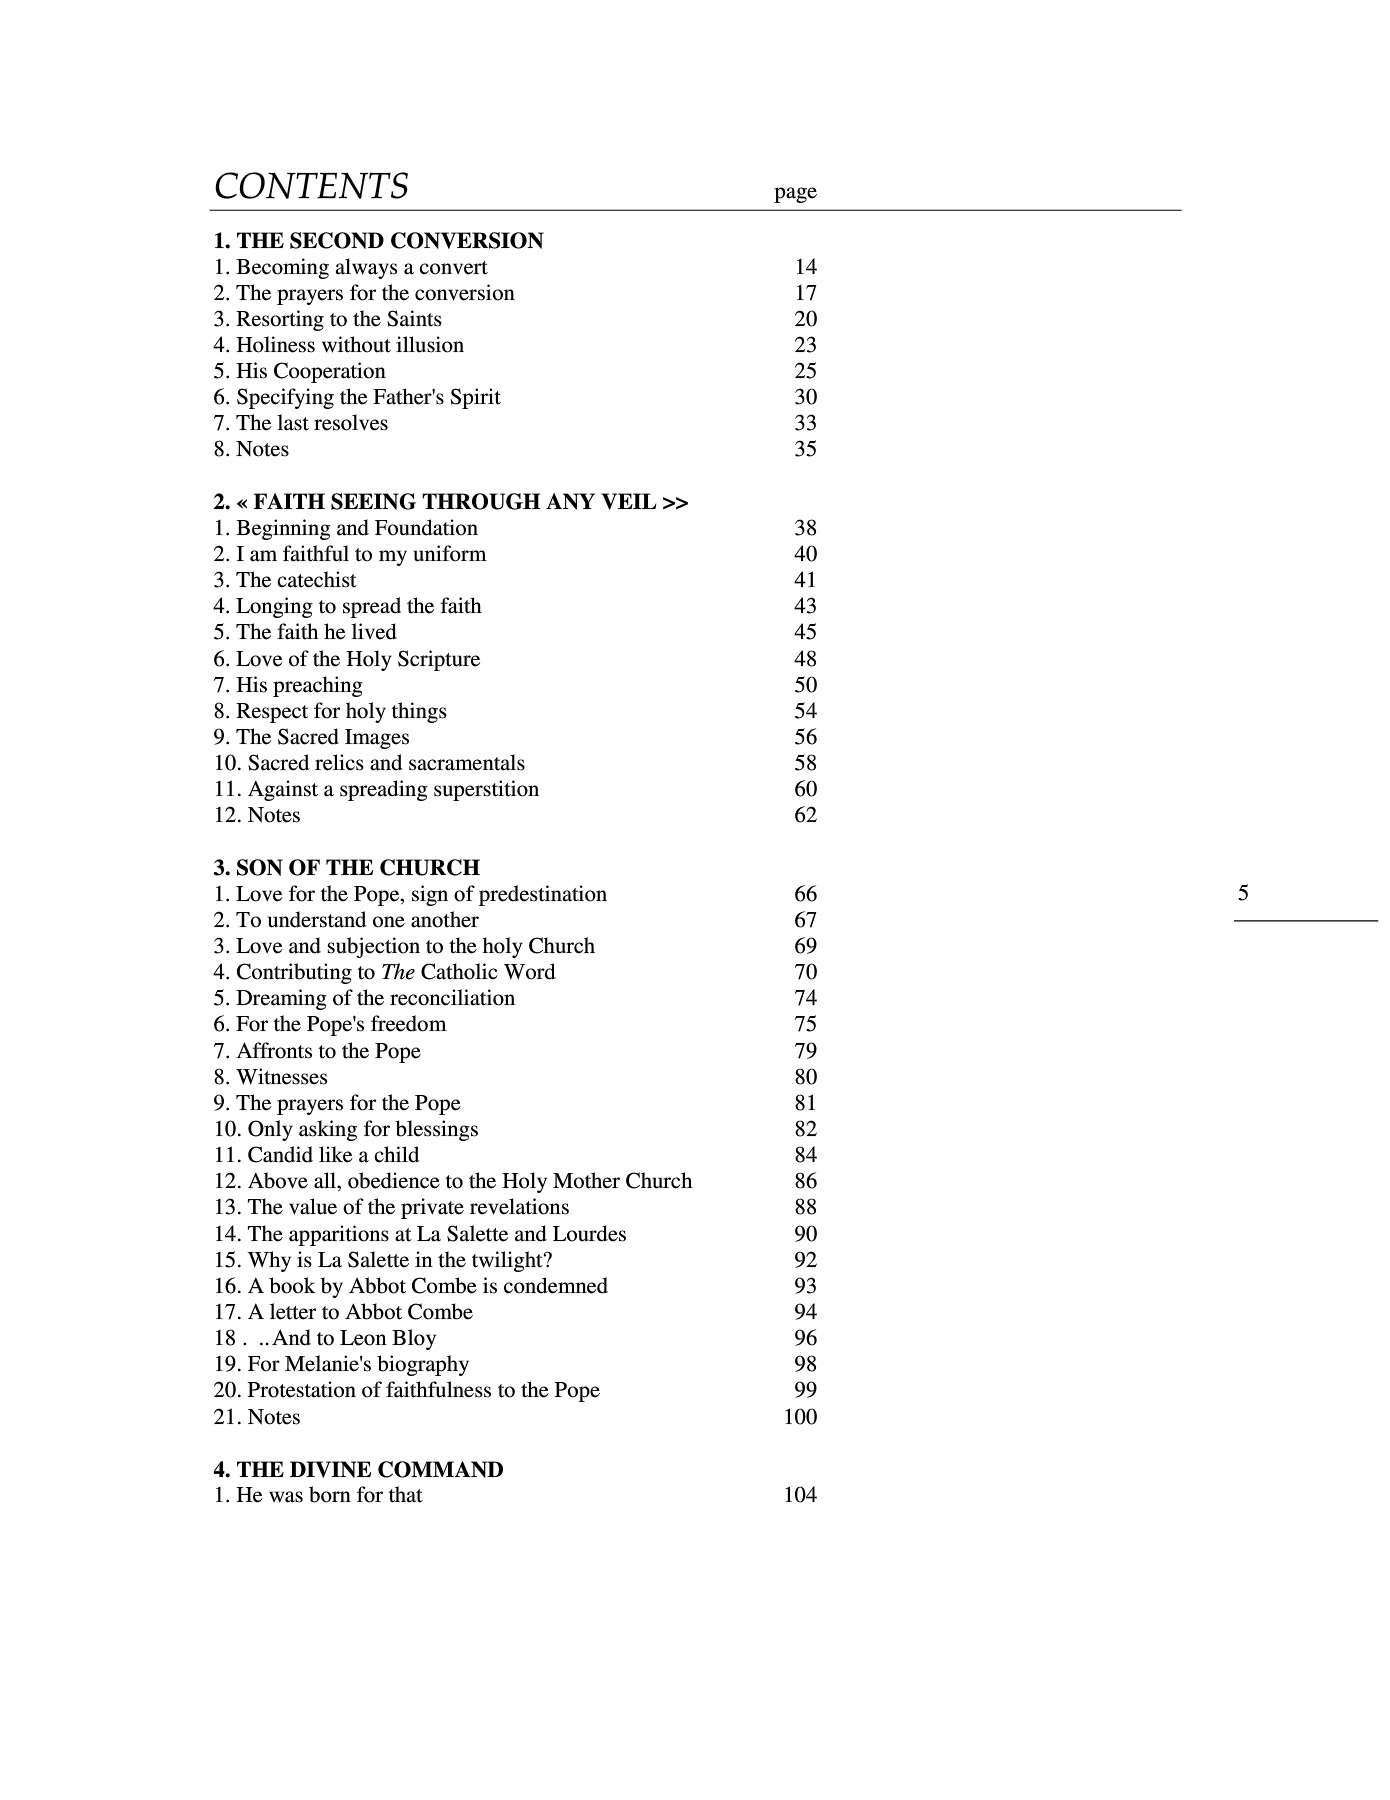 CONTENTS page
1. THE SECOND CONVERSION
1. Becoming always a convert 14
2. The prayers for the conversion 17
3. Resorting to the Saints 20
4. Holiness without illusion 23
5. His Cooperation 25
6. Specifying the Father's Spirit 30
7. The last resolves 33
8. Notes 35
2. « FAITH SEEING THROUGH ANY VEIL >>
1. Beginning and Foundation 38
2. I am faithful to my uniform 40
3. The catechist 41
4. Longing to spread the faith 43
5. The faith he lived 45
6. Love of the Holy Scripture 48
7. His preaching 50
8. Respect for holy things 54
9. The Sacred Images 56
10. Sacred relics and sacramentals 58
11. Against a spreading superstition 60
12. Notes 62
3. SON OF THE CHURCH
1. Love for the Pope, sign of predestination 66
5
2. To understand one another 67
3. Love and subjection to the holy Church 69
4. Contributing to The Catholic Word 70
5. Dreaming of the reconciliation 74
6. For the Pope's freedom 75
7. Affronts to the Pope 79
8. Witnesses 80
9. The prayers for the Pope 81
10. Only asking for blessings 82
11. Candid like a child 84
12. Above all, obedience to the Holy Mother Church 86
13. The value of the private revelations 88
14. The apparitions at La Salette and Lourdes 90
15. Why is La Salette in the twilight? 92
16. A book by Abbot Combe is condemned 93
17. A letter to Abbot Combe 94
18 . ..And to Leon Bloy 96
19. For Melanie's biography 98
20. Protestation of faithfulness to the Pope 99
21. Notes 100
4. THE DIVINE COMMAND
1. He was born for that 104